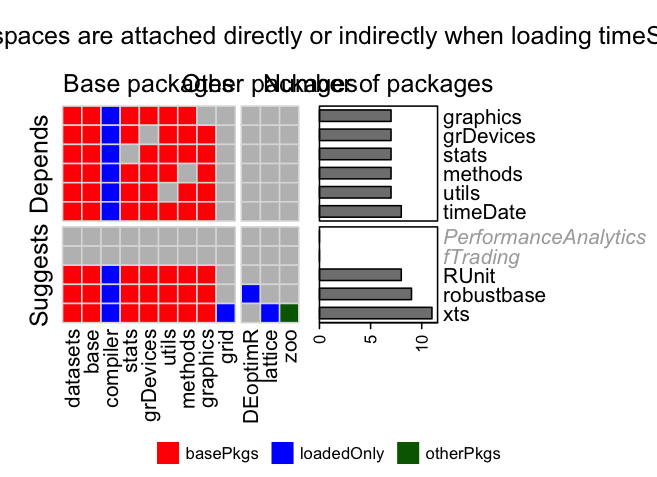 spaces are attached directly or indirectly when loading timeS
Base packages
Other packages
Number of packages
Depends
Suggests
graphics
grDevices
stats
methods
utils
timeDate
PerformanceAnalytics
fTrading
RUnit
robustbase
xts
0 5 10
datasets
base
compiler
stats
grDevices
utils
methods
graphics
grid
DEoptimR
lattice
zoo
basePkgs loadedOnly otherPkgs